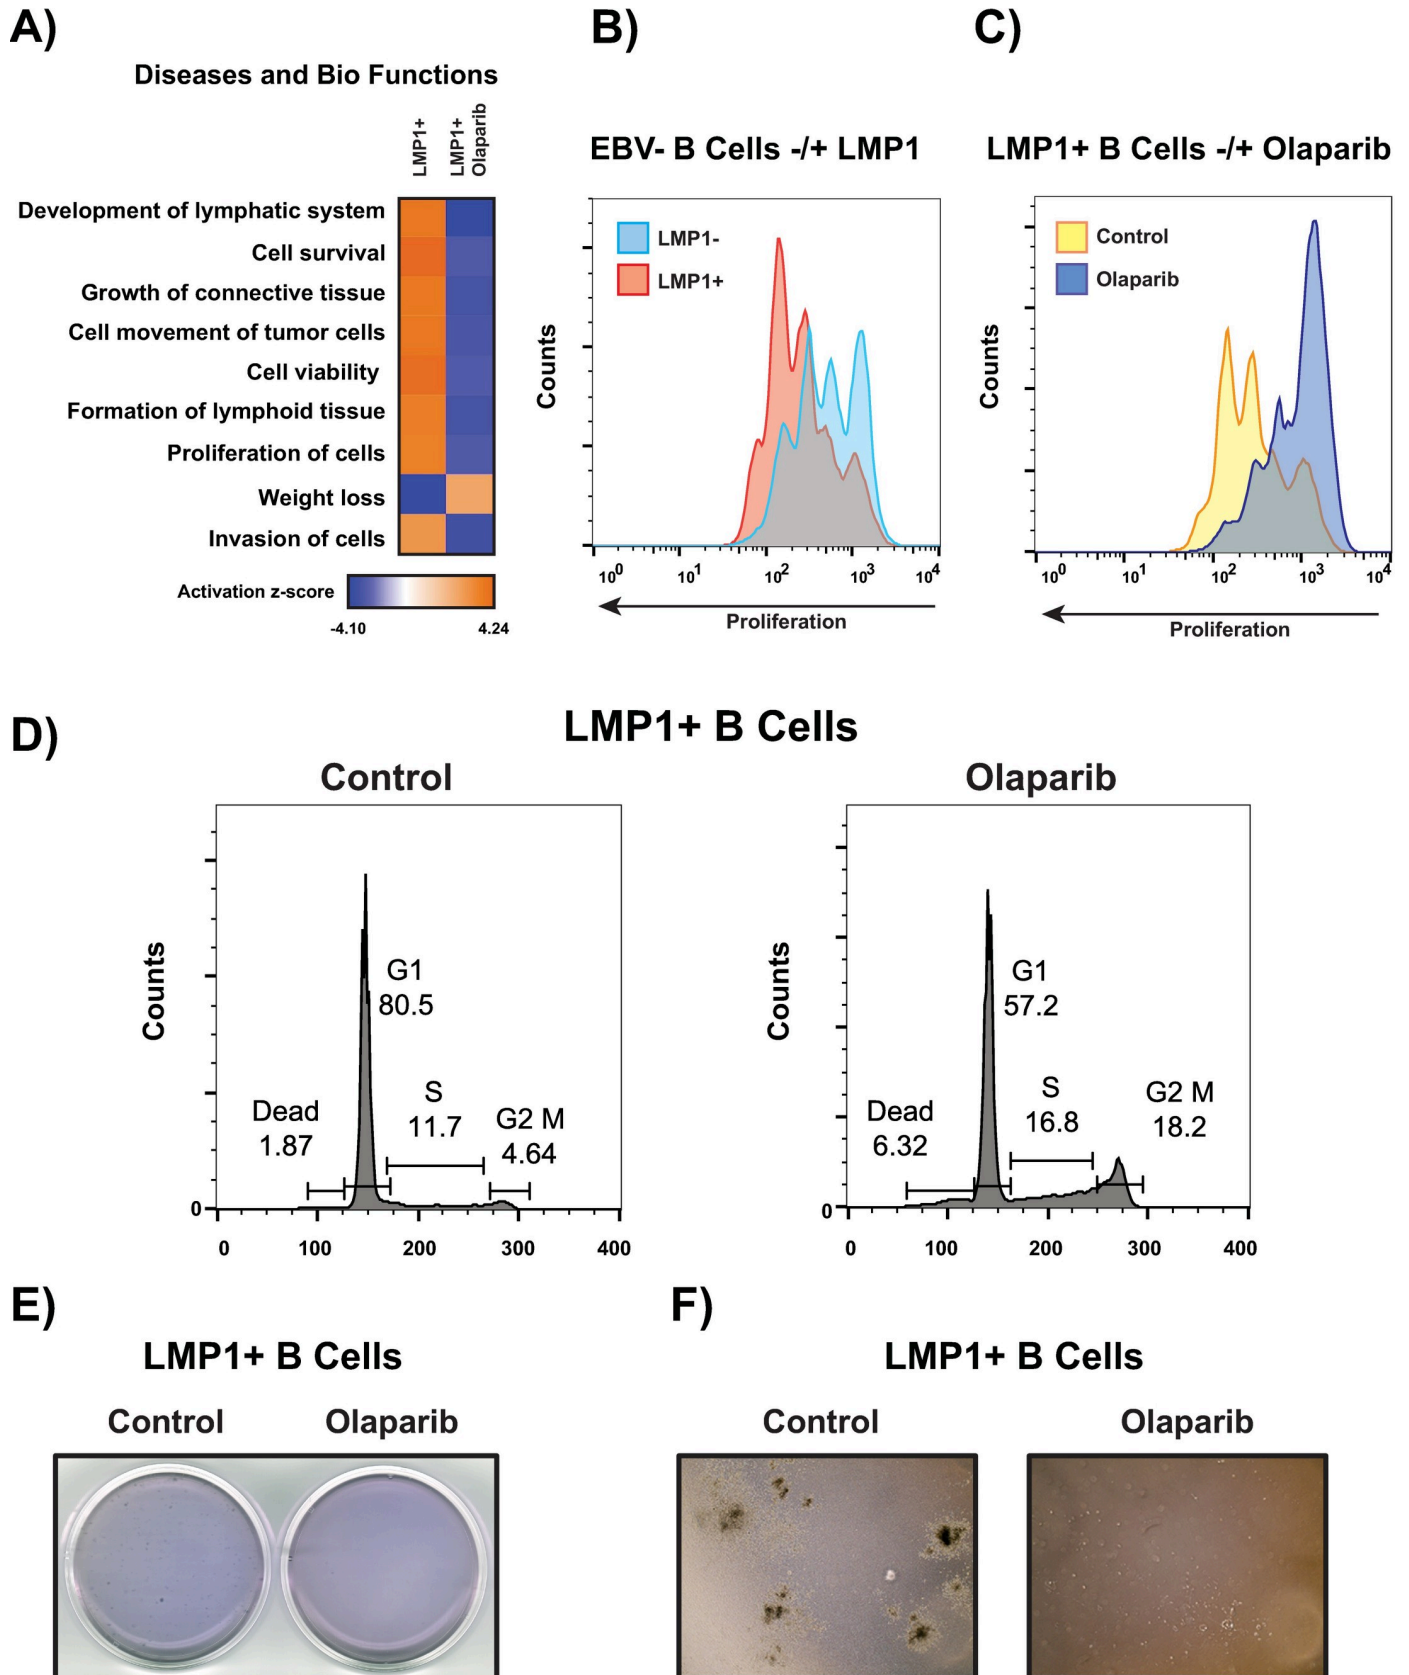 A)
Diseases and Bio Functions
LMP1+
LMP1+
Olaparib
Development of lymphatic system
Cell survival
Growth of connective tissue
Cell movement of tumor cells
Cell viability
Formation of lymphoid tissue
Proliferation of cells
Weight loss
Invasion of cells
Activation z-score
-4.10
4.24
B)
EBV- B Cells -/+ LMP1
LMP1-
LMP1+
Counts
10⁰ 10¹ 10² 10³ 10⁴
Proliferation
C)
LMP1+ B Cells -/+ Olaparib
Control
Olaparib
Counts
10⁰ 10¹ 10² 10³ 10⁴
Proliferation
D)
LMP1+ B Cells
Control
Counts
G1
80.5
S
11.7
Dead
1.87
G2 M
4.64
0
0 100 200 300 400
Olaparib
Counts
G1
57.2
S
16.8
Dead
6.32
G2 M
18.2
0
0 100 200 300 400
E)
LMP1+ B Cells
Control Olaparib
F)
LMP1+ B Cells
Control Olaparib